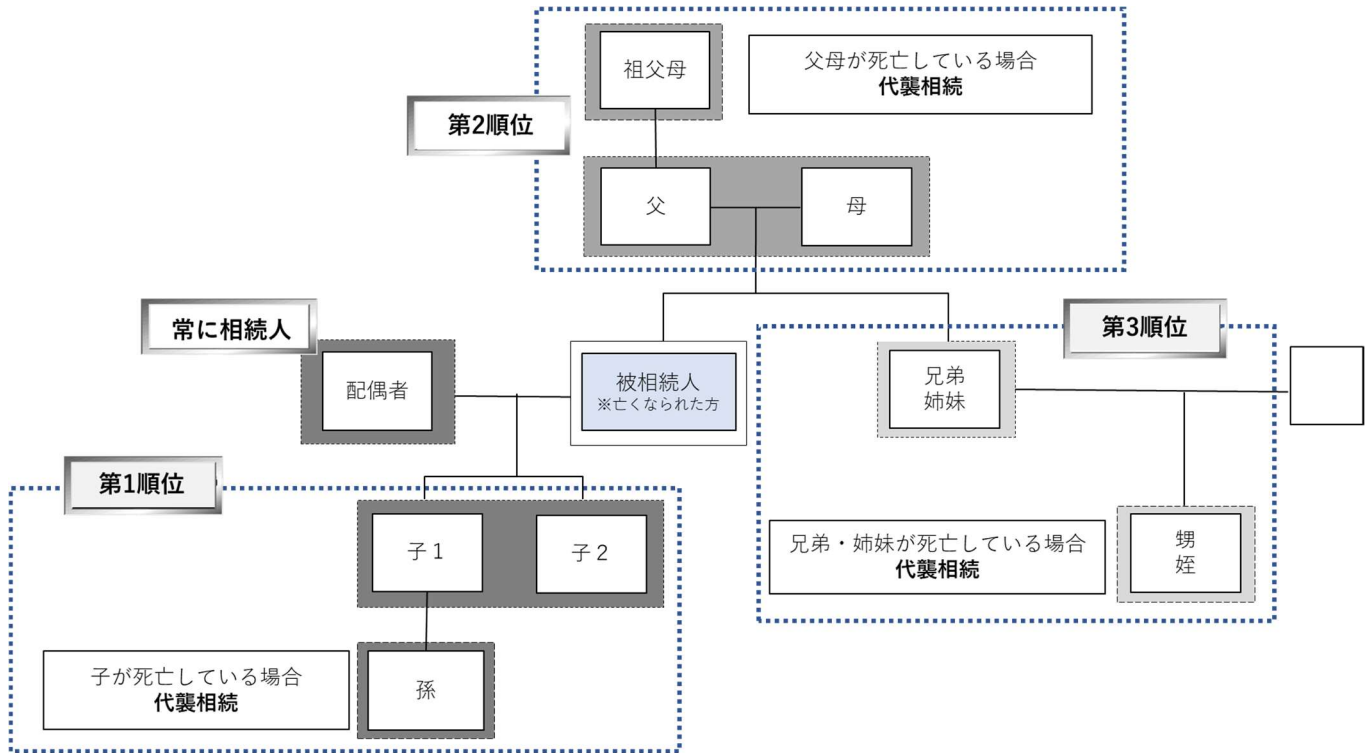 祖父母
父母が死亡している場合
代襲相続
第2順位
父
母
常に相続人
第3順位
配偶者
被相続人
※亡くなられた方
兄弟
姉妹
第1順位
子1
子2
兄弟・姉妹が死亡している場合
代襲相続
甥
姪
子が死亡している場合
代襲相続
孫